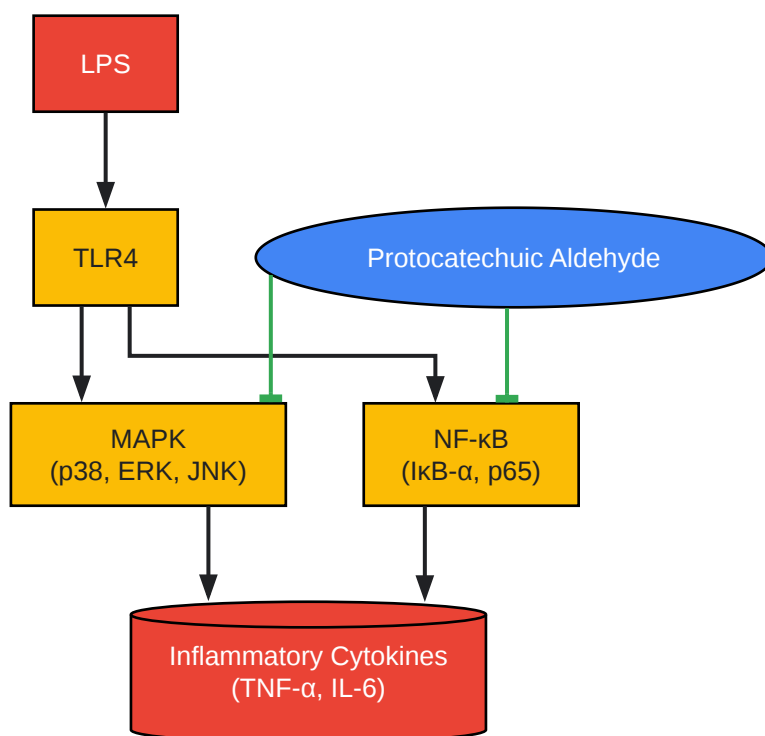 LPS
TLR4
Protocatechuic Aldehyde
MAPK
(p38, ERK, JNK)
NF-κB
(IκB-α, p65)
Inflammatory Cytokines
(TNF-α, IL-6)